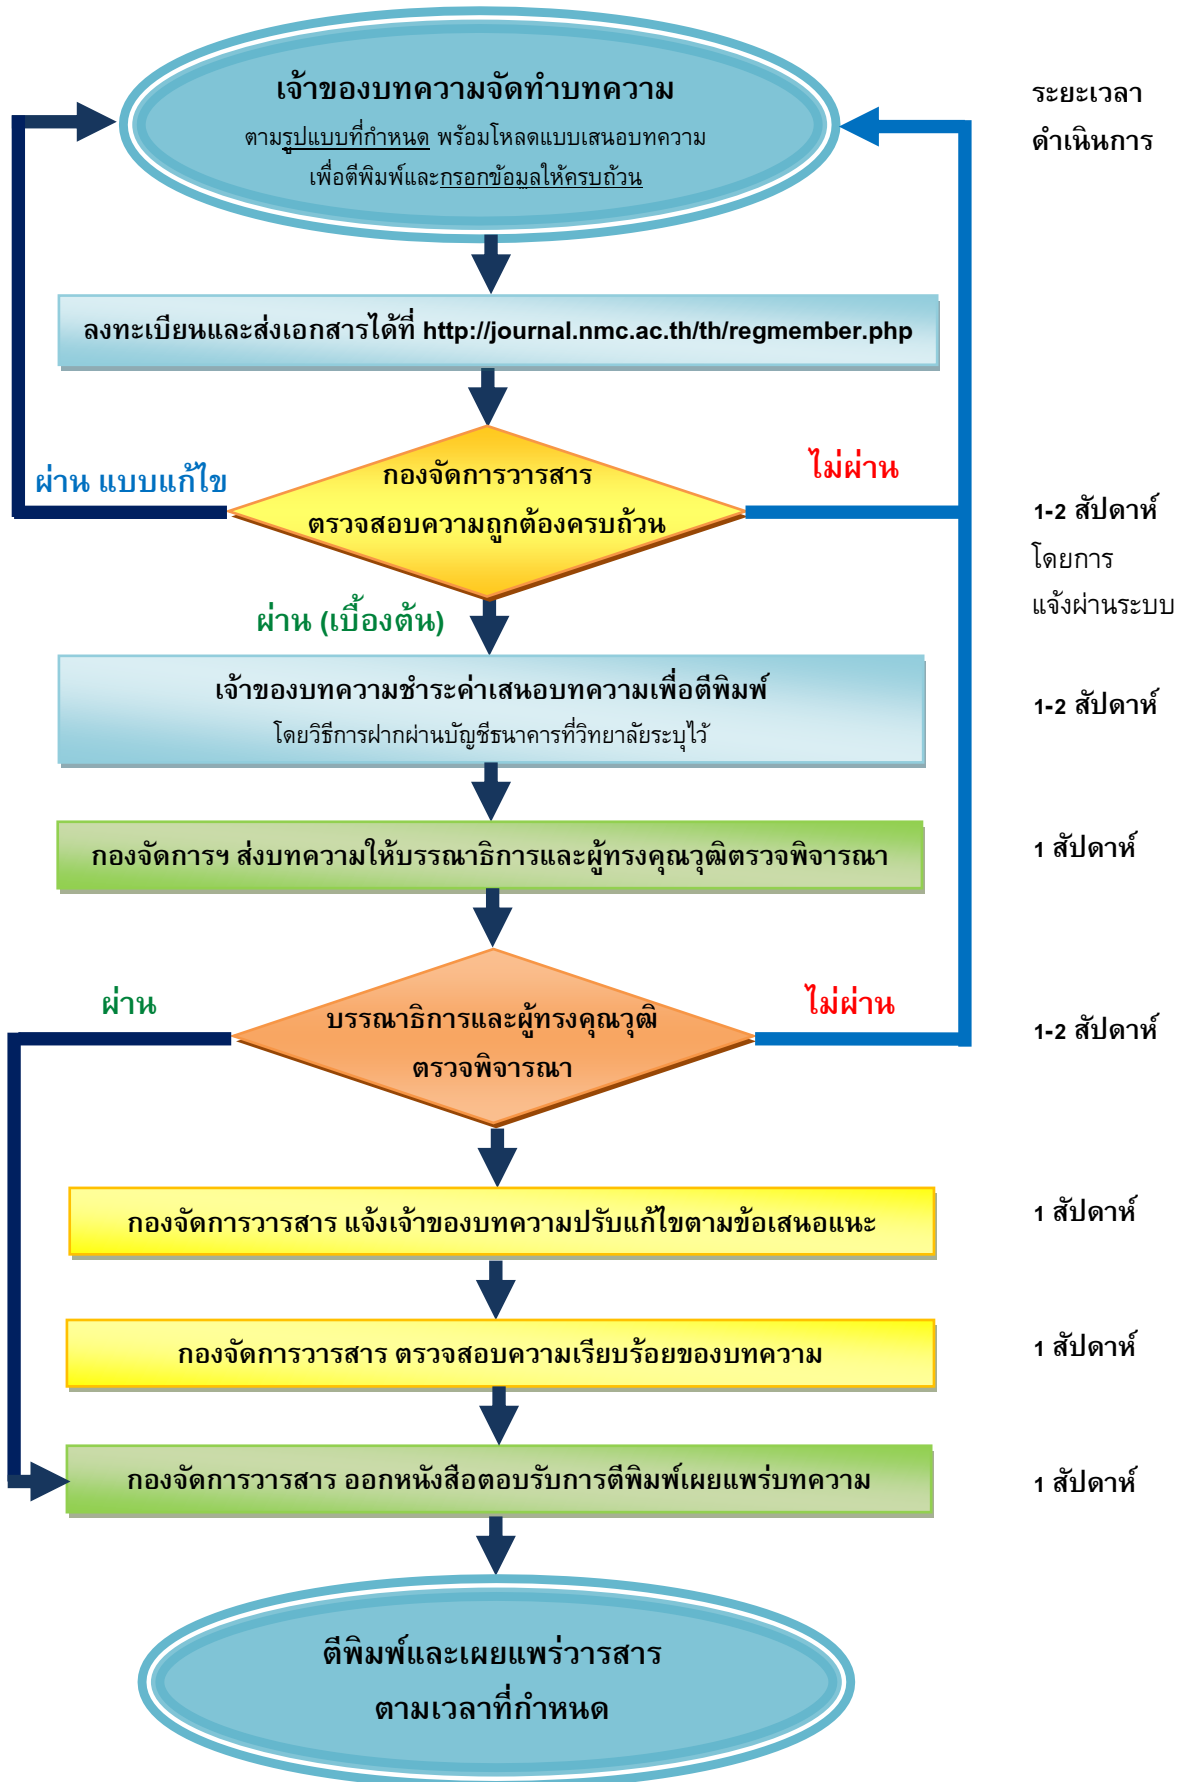 เจ้าของบทความจัดทำบทความ
ตามรูปแบบที่กำหนด พร้อมโหลดแบบเสนอบทความ
เพื่อตีพิมพ์และกรอกข้อมูลให้ครบถ้วน
ระยะเวลา
ดำเนินการ
ลงทะเบียนและส่งเอกสารได้ที่ http://journal.nmc.ac.th/th/regmember.php
ผ่าน แบบแก้ไข
กองจัดการวารสาร
ตรวจสอบความถูกต้องครบถ้วน
ไม่ผ่าน
1-2 สัปดาห์
โดยการ
แจ้งผ่านระบบ
ผ่าน (เบื้องต้น)
เจ้าของบทความชำระค่าเสนอบทความเพื่อตีพิมพ์
โดยวิธีการฝากผ่านบัญชีธนาคารที่วิทยาลัยระบุไว้
1-2 สัปดาห์
กองจัดการฯ ส่งบทความให้บรรณาธิการและผู้ทรงคุณวุฒิตรวจพิจารณา
1 สัปดาห์
ผ่าน
บรรณาธิการและผู้ทรงคุณวุฒิ
ตรวจพิจารณา
ไม่ผ่าน
1-2 สัปดาห์
กองจัดการวารสาร แจ้งเจ้าของบทความปรับแก้ไขตามข้อเสนอแนะ
1 สัปดาห์
กองจัดการวารสาร ตรวจสอบความเรียบร้อยของบทความ
1 สัปดาห์
กองจัดการวารสาร ออกหนังสือตอบรับการตีพิมพ์เผยแพร่บทความ
1 สัปดาห์
ตีพิมพ์และเผยแพร่วารสาร
ตามเวลาที่กำหนด